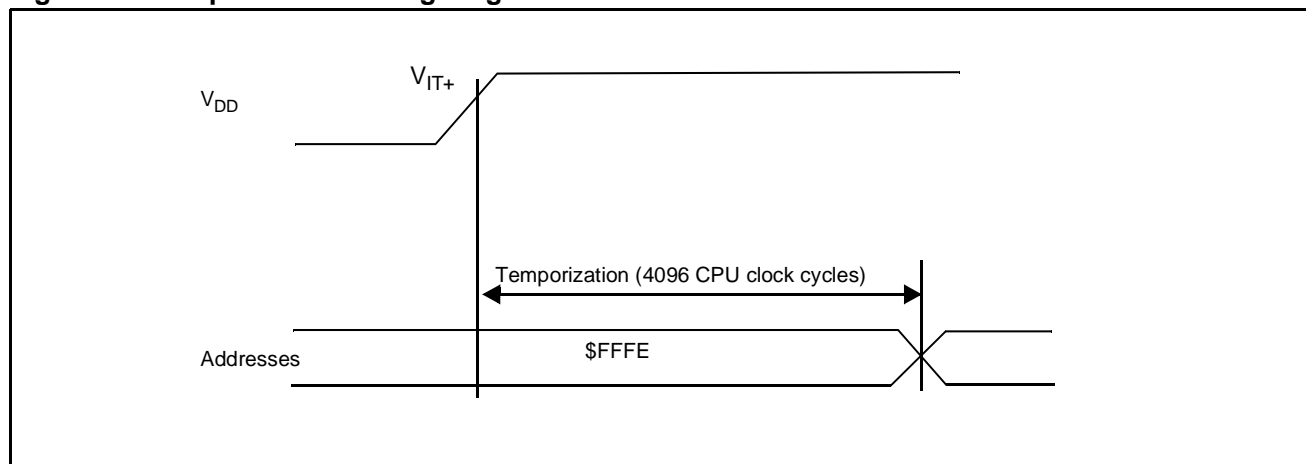 V_IT+
V_DD
Temporization (4096 CPU clock cycles)
$FFFE
Addresses